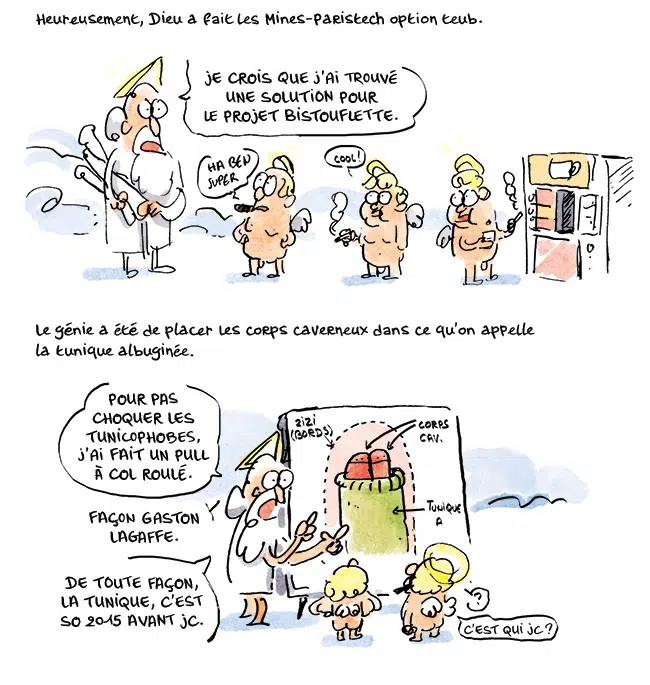 Heureusement, Dieu a fait les Mines-Paristech option teub.
JE CROIS QUE J'AI TROUVÉ
UNE SOLUTION POUR
LE PROJET BISTOUFLETTE.
HA BEN
SUPER
COOL!
Le génie a été de placer les corps caverneux dans ce qu'on appelle
la tunique albuginée.
POUR PAS
CHOQUER LES
TUNICOPHOBES,
J'AI FAIT UN PULL
À COL ROULÉ.
ZIZI
(BORDS)
CORPS
CAV.
FAÇON GASTON
LAGAFFE.
TUNIQUE
A
DE TOUTE FAÇON,
LA TUNIQUE, C'EST
SO 2015 AVANT JC.
?
C'EST QUI JC?